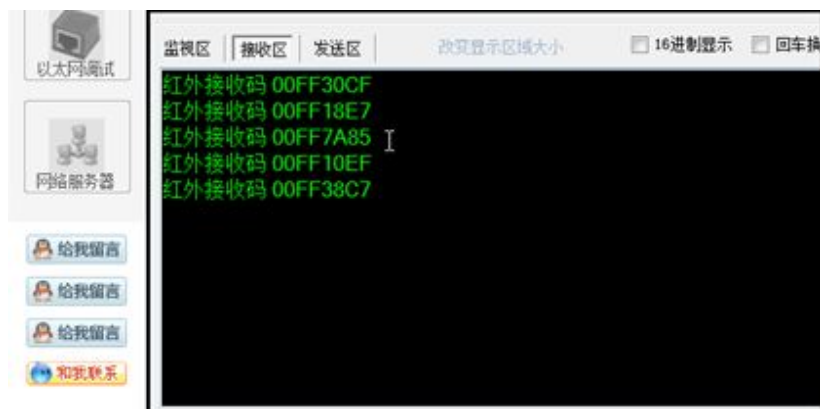 监视区 接收区 发送区 改变显示区域大小 16进制显示 回车换
以太网调试
红外接收码 00FF30CF
红外接收码 00FF18E7
红外接收码 00FF7A85
红外接收码 00FF10EF
红外接收码 00FF38C7
网络服务器
给我留言
给我留言
给我留言
和我联系